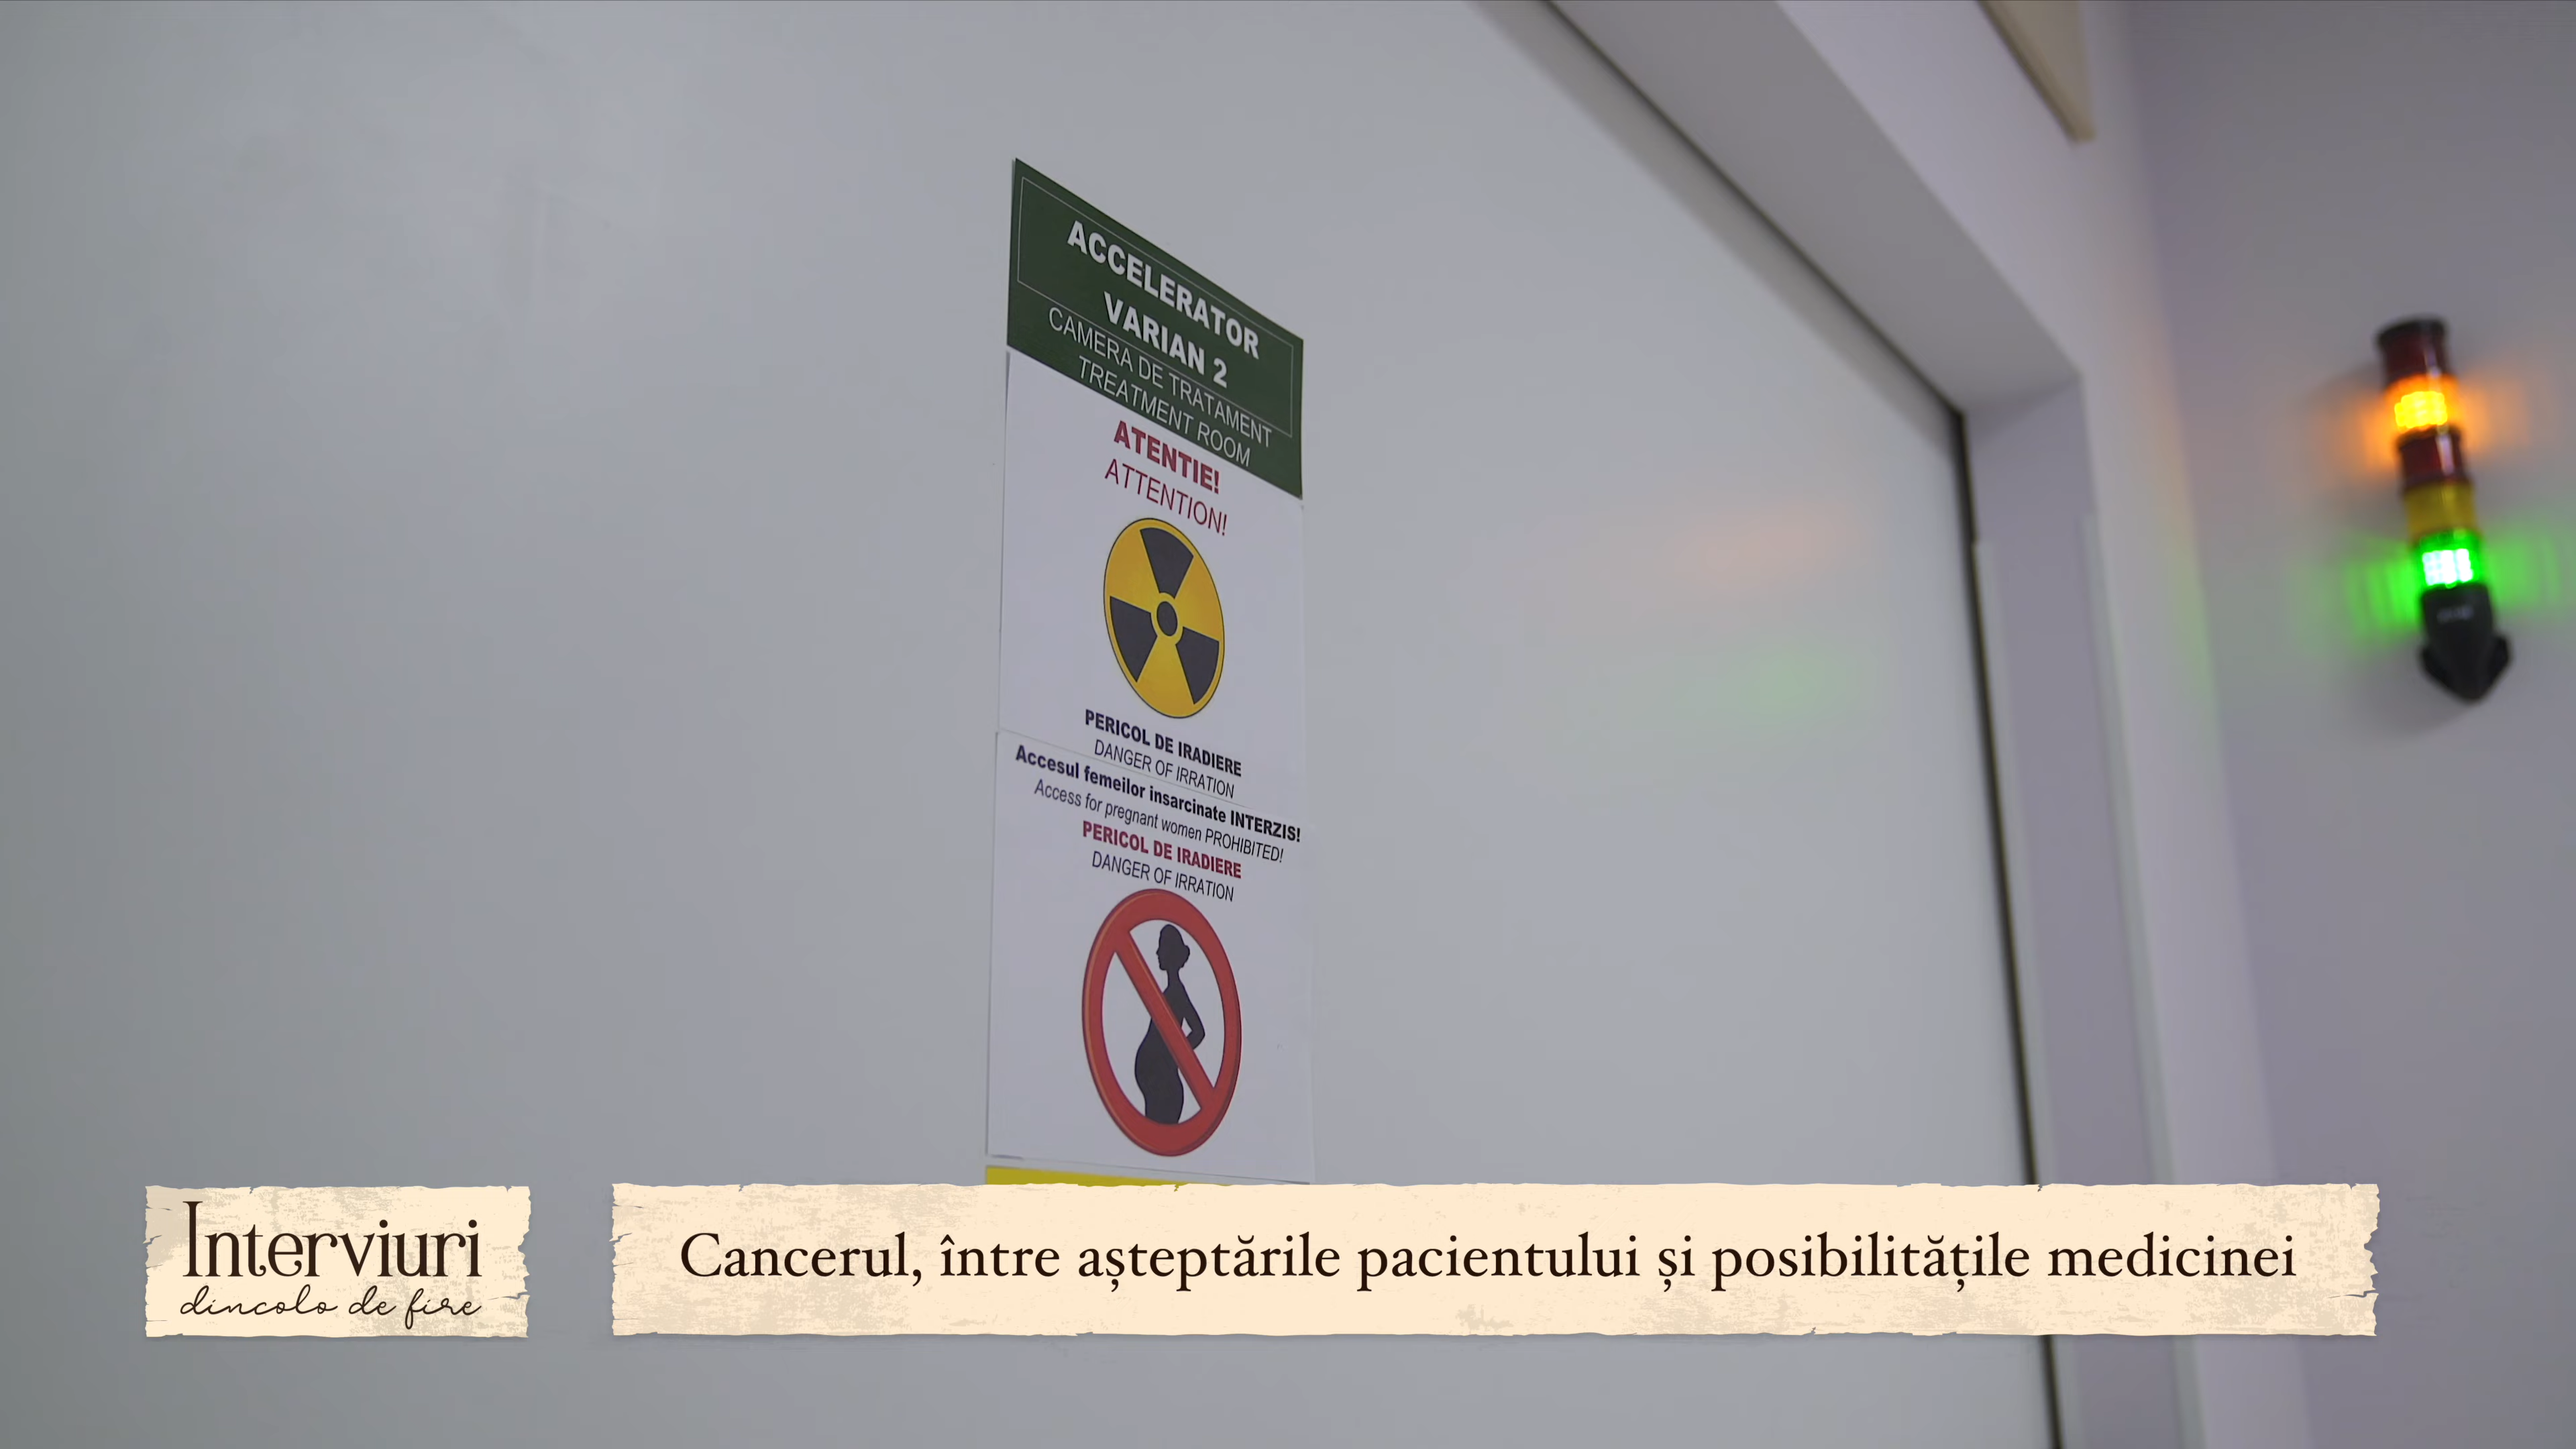 ACCELERATOR
VARIAN 2
CAMERA DE TRATAMENT
TREATMENT ROOM
ATENTIE!
ATTENTION!
PERICOL DE IRADIERE
DANGER OF IRRATION
Accesul femeilor insarcinate INTERZIS!
Access for pregnant women PROHIBITED!
PERICOL DE IRADIERE
DANGER OF IRRATION
Interviuri
dincolo de fire
Cancerul, între așteptările pacientului și posibilitățile medicinei